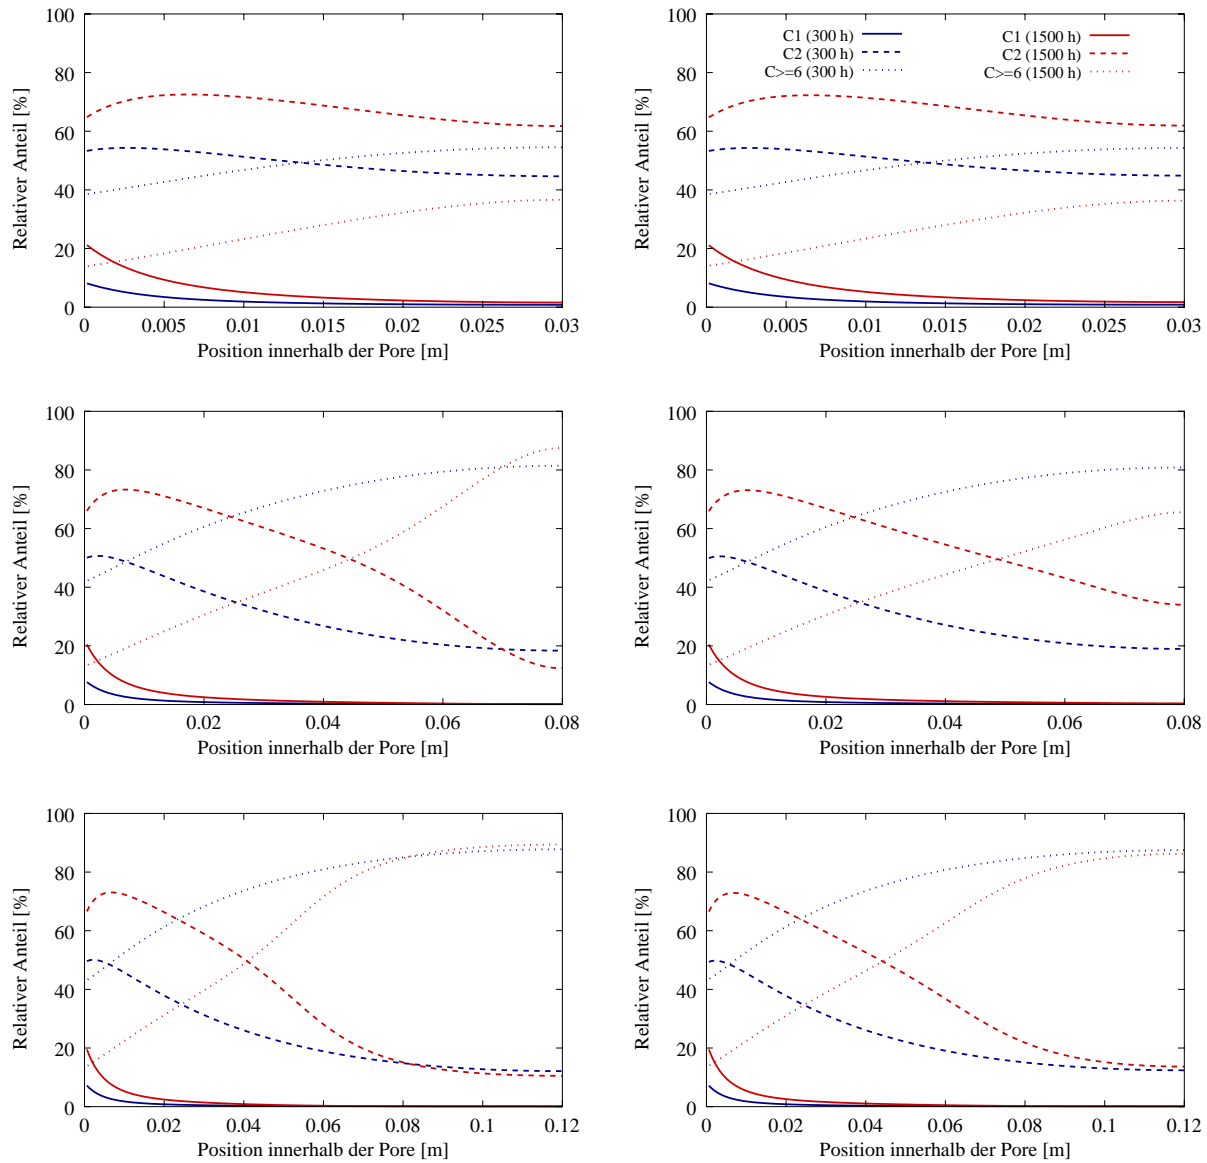 100
80
60
40
20
0
Relativer Anteil [%]
0 0.005 0.01 0.015 0.02 0.025 0.03
Position innerhalb der Pore [m]
100
80
60
40
20
0
Relativer Anteil [%]
C1 (300 h) C1 (1500 h)
C2 (300 h) C2 (1500 h)
C>=6 (300 h) C>=6 (1500 h)
0 0.005 0.01 0.015 0.02 0.025 0.03
Position innerhalb der Pore [m]
100
80
60
40
20
0
Relativer Anteil [%]
0 0.02 0.04 0.06 0.08
Position innerhalb der Pore [m]
100
80
60
40
20
0
Relativer Anteil [%]
0 0.02 0.04 0.06 0.08
Position innerhalb der Pore [m]
100
80
60
40
20
0
Relativer Anteil [%]
0 0.02 0.04 0.06 0.08 0.1 0.12
Position innerhalb der Pore [m]
100
80
60
40
20
0
Relativer Anteil [%]
0 0.02 0.04 0.06 0.08 0.1 0.12
Position innerhalb der Pore [m]